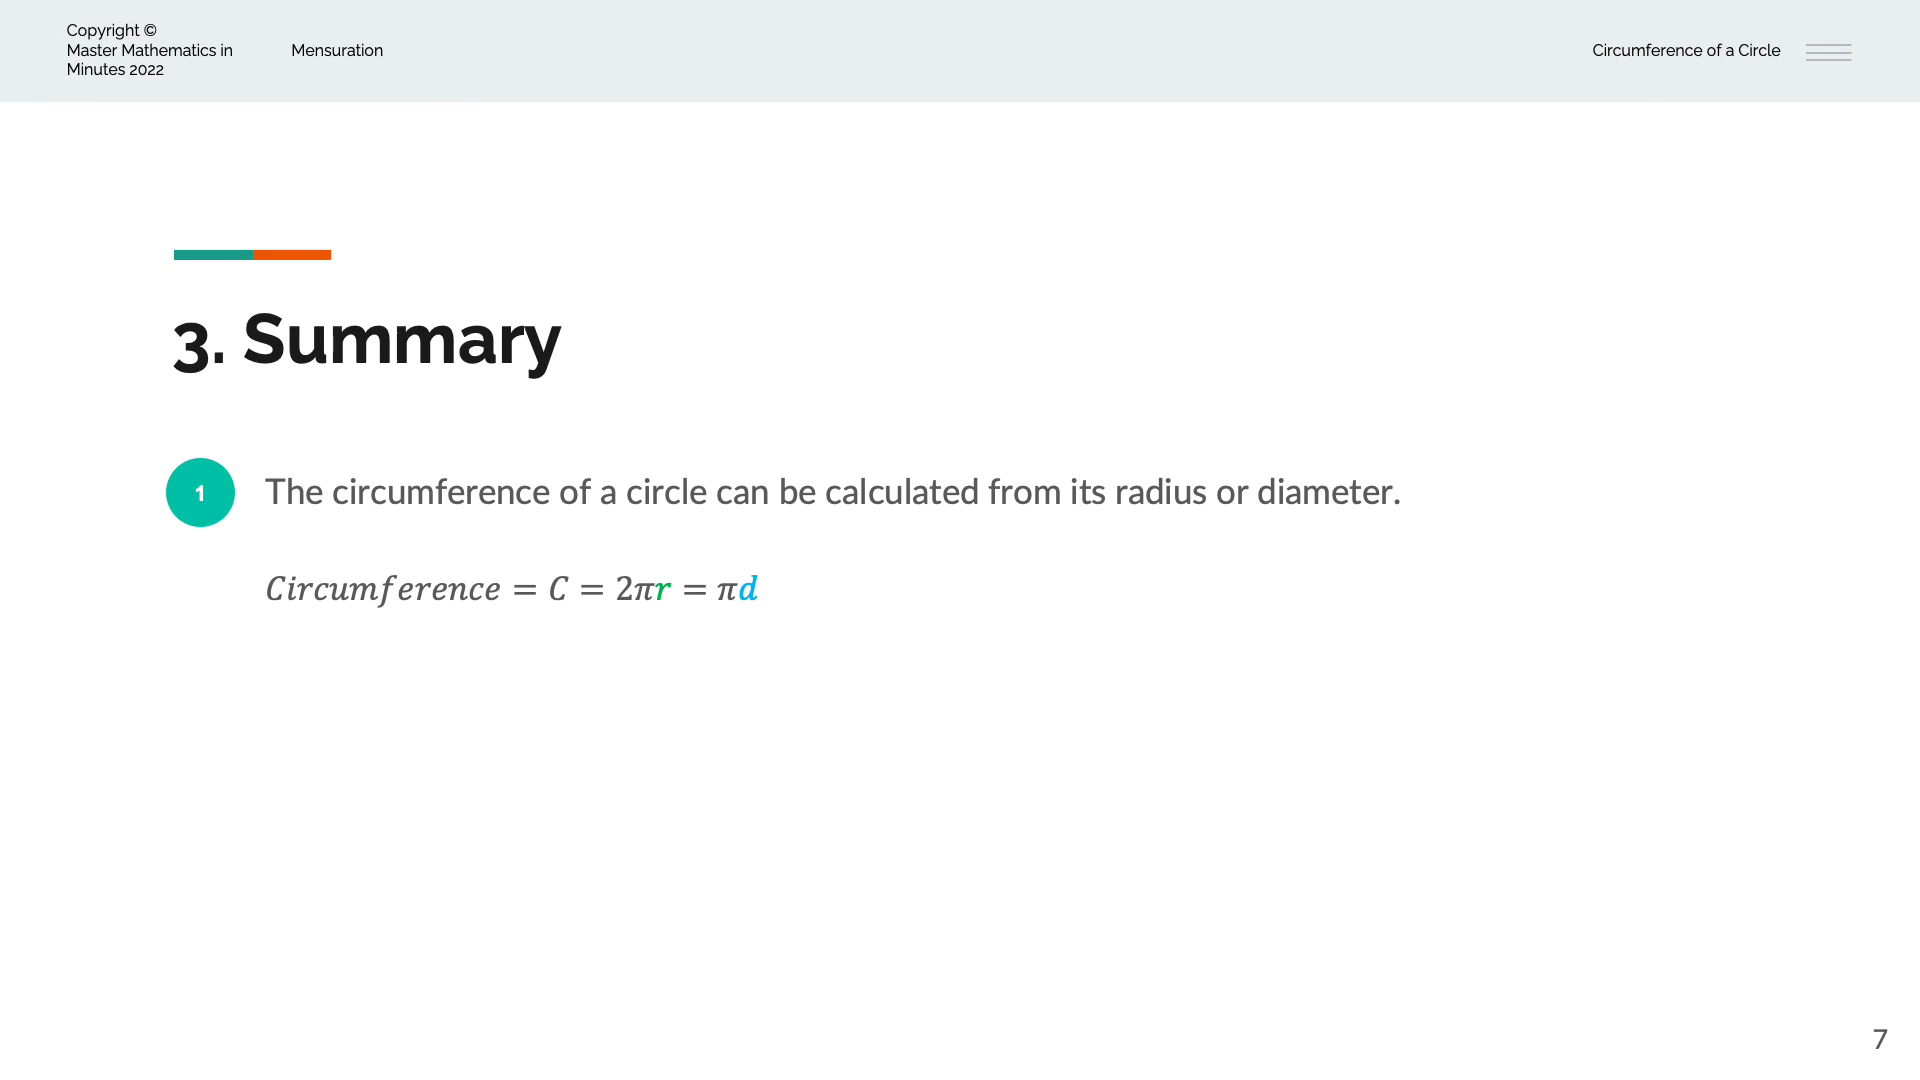 Copyright ©
Master Mathematics in
Minutes 2022
Mensuration
Circumference of a Circle
3. Summary
1
The circumference of a circle can be calculated from its radius or diameter.
Circumference = C = 2πr = πd
7